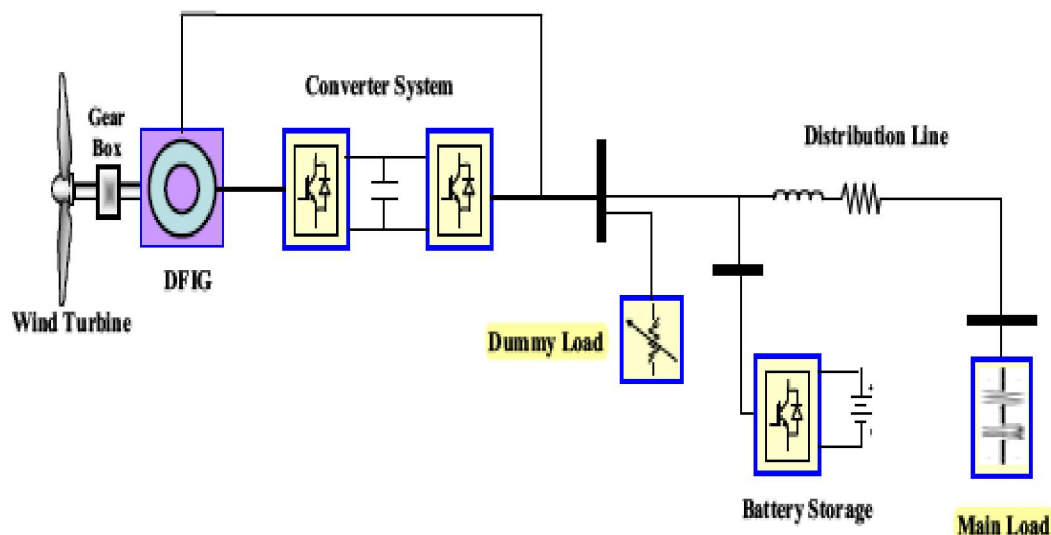 Converter System
Gear
Box
Distribution Line
DFIG
Wind Turbine
Dummy Load
+
Battery Storage
Main Load